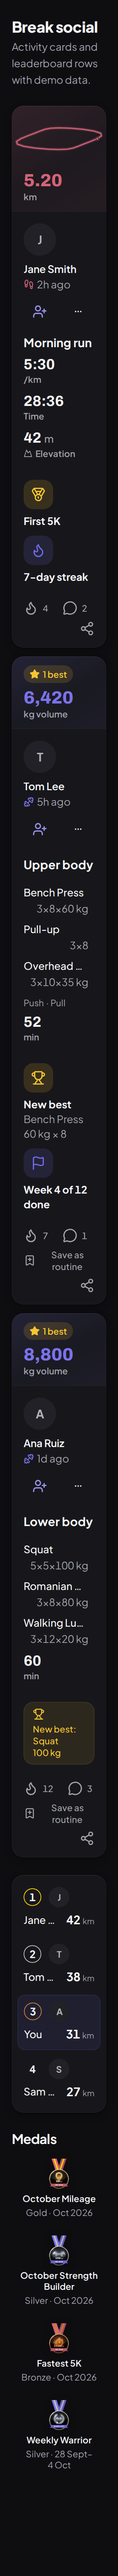 Break social
Activity cards and
leaderboard rows
with demo data.
5.20
km
J
Jane Smith
2h ago
Morning run
5:30
/km
28:36
Time
42 m
Elevation
First 5K
7-day streak
4
2
1 best
6,420
kg volume
T
Tom Lee
5h ago
Upper body
Bench Press
3×8×60 kg
Pull-up
3×8
Overhead ...
3×10×35 kg
Push · Pull
52
min
New best
Bench Press
60 kg × 8
Week 4 of 12
done
7
1
Save as
routine
1 best
8,800
kg volume
A
Ana Ruiz
1d ago
Lower body
Squat
5×5×100 kg
Romanian ...
3×8×80 kg
Walking Lu...
3×12×20 kg
60
min
New best:
Squat
100 kg
12
3
Save as
routine
1
J
Jane ...
42 km
2
T
Tom ...
38 km
3
A
You
31 km
4
S
Sam ...
27 km
Medals
October Mileage
Gold · Oct 2026
October Strength
Builder
Silver · Oct 2026
Fastest 5K
Bronze · Oct 2026
Weekly Warrior
Silver · 28 Sept–
4 Oct